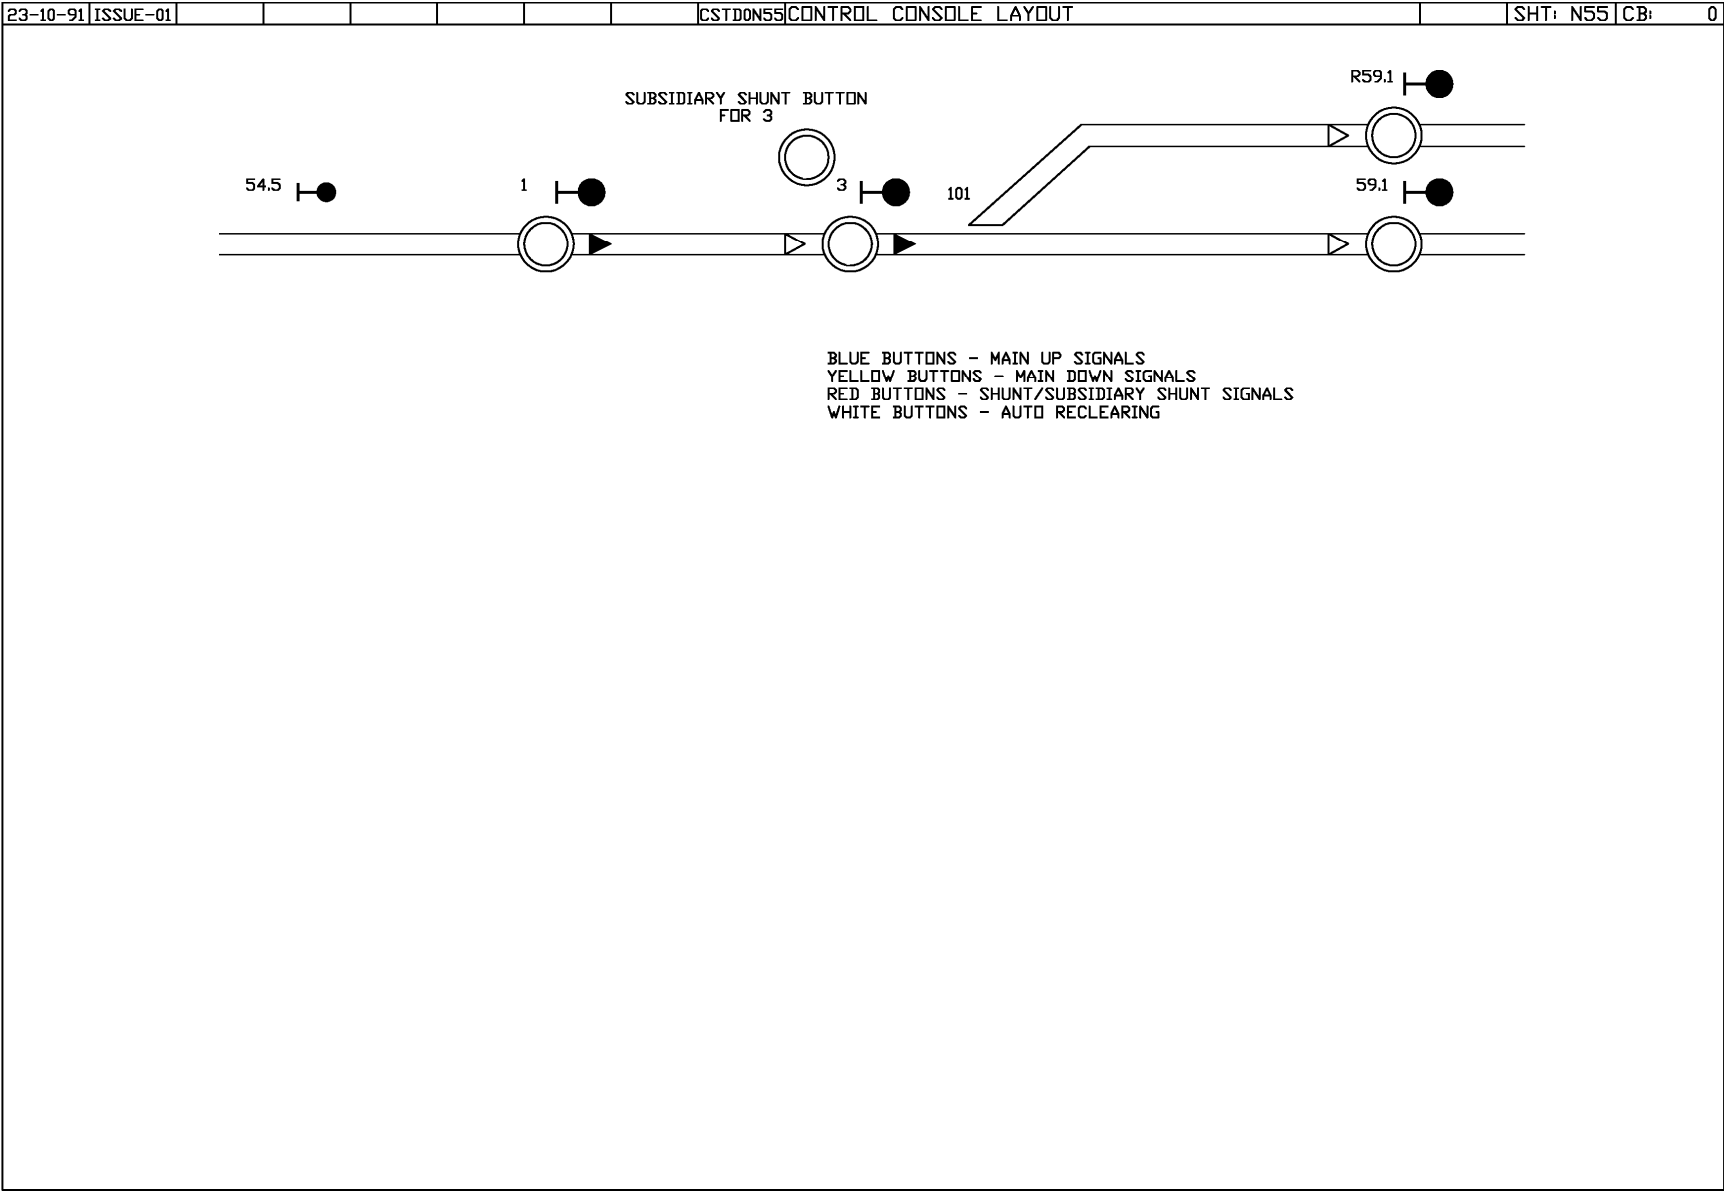 23-10-91 ISSUE-01 CSTD0N55 CONTROL CONSOLE LAYOUT SHT: N55 CB: 0
R59.1
SUBSIDIARY SHUNT BUTTON
FOR 3
54.5 1 3 101 59.1
BLUE BUTTONS - MAIN UP SIGNALS
YELLOW BUTTONS - MAIN DOWN SIGNALS
RED BUTTONS - SHUNT/SUBSIDIARY SHUNT SIGNALS
WHITE BUTTONS - AUTO RECLEARING